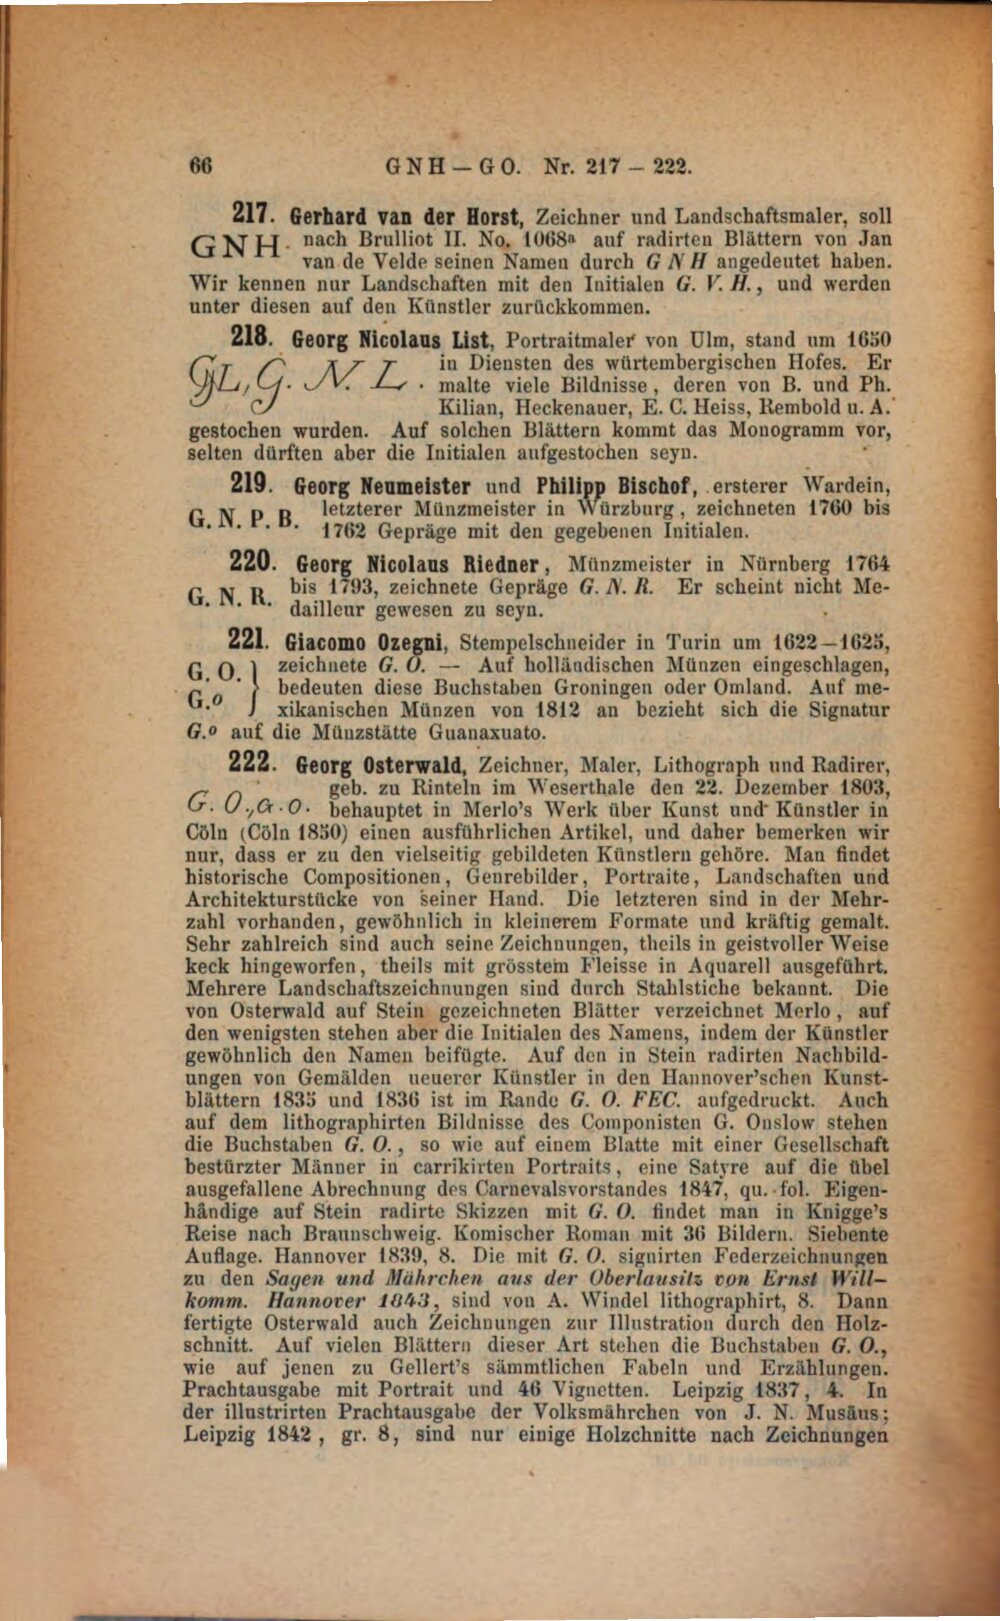 66 GNH — GO. Nr. 217 – 222.
217. Gerhard van der Horst, Zeichner und Landschaftsmaler, soll
GNH. nach Brulliot II. No. 1068a auf radirten Blättern von Jan
van de Velde seinen Namen durch G N H angedeutet haben.
Wir kennen nur Landschaften mit den Initialen G. V. H., und werden
unter diesen auf den Künstler zurückkommen.
218. Georg Nicolaus List, Portraitmaler von Ulm, stand um 1650
GL, G. N. L. in Diensten des würtembergischen Hofes. Er
malte viele Bildnisse, deren von B. und Ph.
Kilian, Heckenauer, E. C. Heiss, Rembold u. A.
gestochen wurden. Auf solchen Blättern kommt das Monogramm vor,
selten dürften aber die Initialen aufgestochen seyn.
219. Georg Neumeister und Philipp Bischof, ersterer Wardein,
G. N. P. B. letzterer Münzmeister in Würzburg, zeichneten 1760 bis
1762 Gepräge mit den gegebenen Initialen.
220. Georg Nicolaus Riedner, Münzmeister in Nürnberg 1764
G. N. R. bis 1793, zeichnete Gepräge G. N. R. Er scheint nicht Me-
dailleur gewesen zu seyn.
221. Giacomo Ozegni, Stempelschneider in Turin um 1622—1625,
G. O. } zeichnete G. O. — Auf holländischen Münzen eingeschlagen,
G.o bedeuten diese Buchstaben Groningen oder Omland. Auf me-
xikanischen Münzen von 1812 an bezieht sich die Signatur
G.o auf die Münzstätte Guanaxuato.
222. Georg Osterwald, Zeichner, Maler, Lithograph und Radirer,
G. O., G. O. geb. zu Rinteln im Weserthale den 22. Dezember 1803,
behauptet in Merlo's Werk über Kunst und Künstler in
Cöln (Cöln 1850) einen ausführlichen Artikel, und daher bemerken wir
nur, dass er zu den vielseitig gebildeten Künstlern gehöre. Man findet
historische Compositionen, Genrebilder, Portraite, Landschaften und
Architekturstücke von seiner Hand. Die letzteren sind in der Mehr-
zahl vorhanden, gewöhnlich in kleinerem Formate und kräftig gemalt.
Sehr zahlreich sind auch seine Zeichnungen, theils in geistvoller Weise
keck hingeworfen, theils mit grösstem Fleisse in Aquarell ausgeführt.
Mehrere Landschaftszeichnungen sind durch Stahlstiche bekannt. Die
von Osterwald auf Stein gezeichneten Blätter verzeichnet Merlo, auf
den wenigsten stehen aber die Initialen des Namens, indem der Künstler
gewöhnlich den Namen beifügte. Auf den in Stein radirten Nachbild-
ungen von Gemälden neuerer Künstler in den Hannover'schen Kunst-
blättern 1835 und 1836 ist im Rande G. O. FEC. aufgedruckt. Auch
auf dem lithographirten Bildnisse des Componisten G. Onslow stehen
die Buchstaben G. O., so wie auf einem Blatte mit einer Gesellschaft
bestürzter Männer in carrikirten Portraits, eine Satyre auf die übel
ausgefallene Abrechnung des Carnevalsvorstandes 1847, qu. fol. Eigen-
händige auf Stein radirte Skizzen mit G. O. findet man in Knigge's
Reise nach Braunschweig. Komischer Roman mit 36 Bildern. Siebente
Auflage. Hannover 1839, 8. Die mit G. O. signirten Federzeichnungen
zu den Sagen und Mährchen aus der Oberlausitz von Ernst Will-
komm. Hannover 1843, sind von A. Windel lithographirt, 8. Dann
fertigte Osterwald auch Zeichnungen zur Illustration durch den Holz-
schnitt. Auf vielen Blättern dieser Art stehen die Buchstaben G. O.,
wie auf jenen zu Gellert's sämmtlichen Fabeln und Erzählungen.
Prachtausgabe mit Portrait und 46 Vignetten. Leipzig 1837, 4. In
der illustrirten Prachtausgabe der Volksmährchen von J. N. Musäus;
Leipzig 1842, gr. 8, sind nur einige Holzchnitte nach Zeichnungen